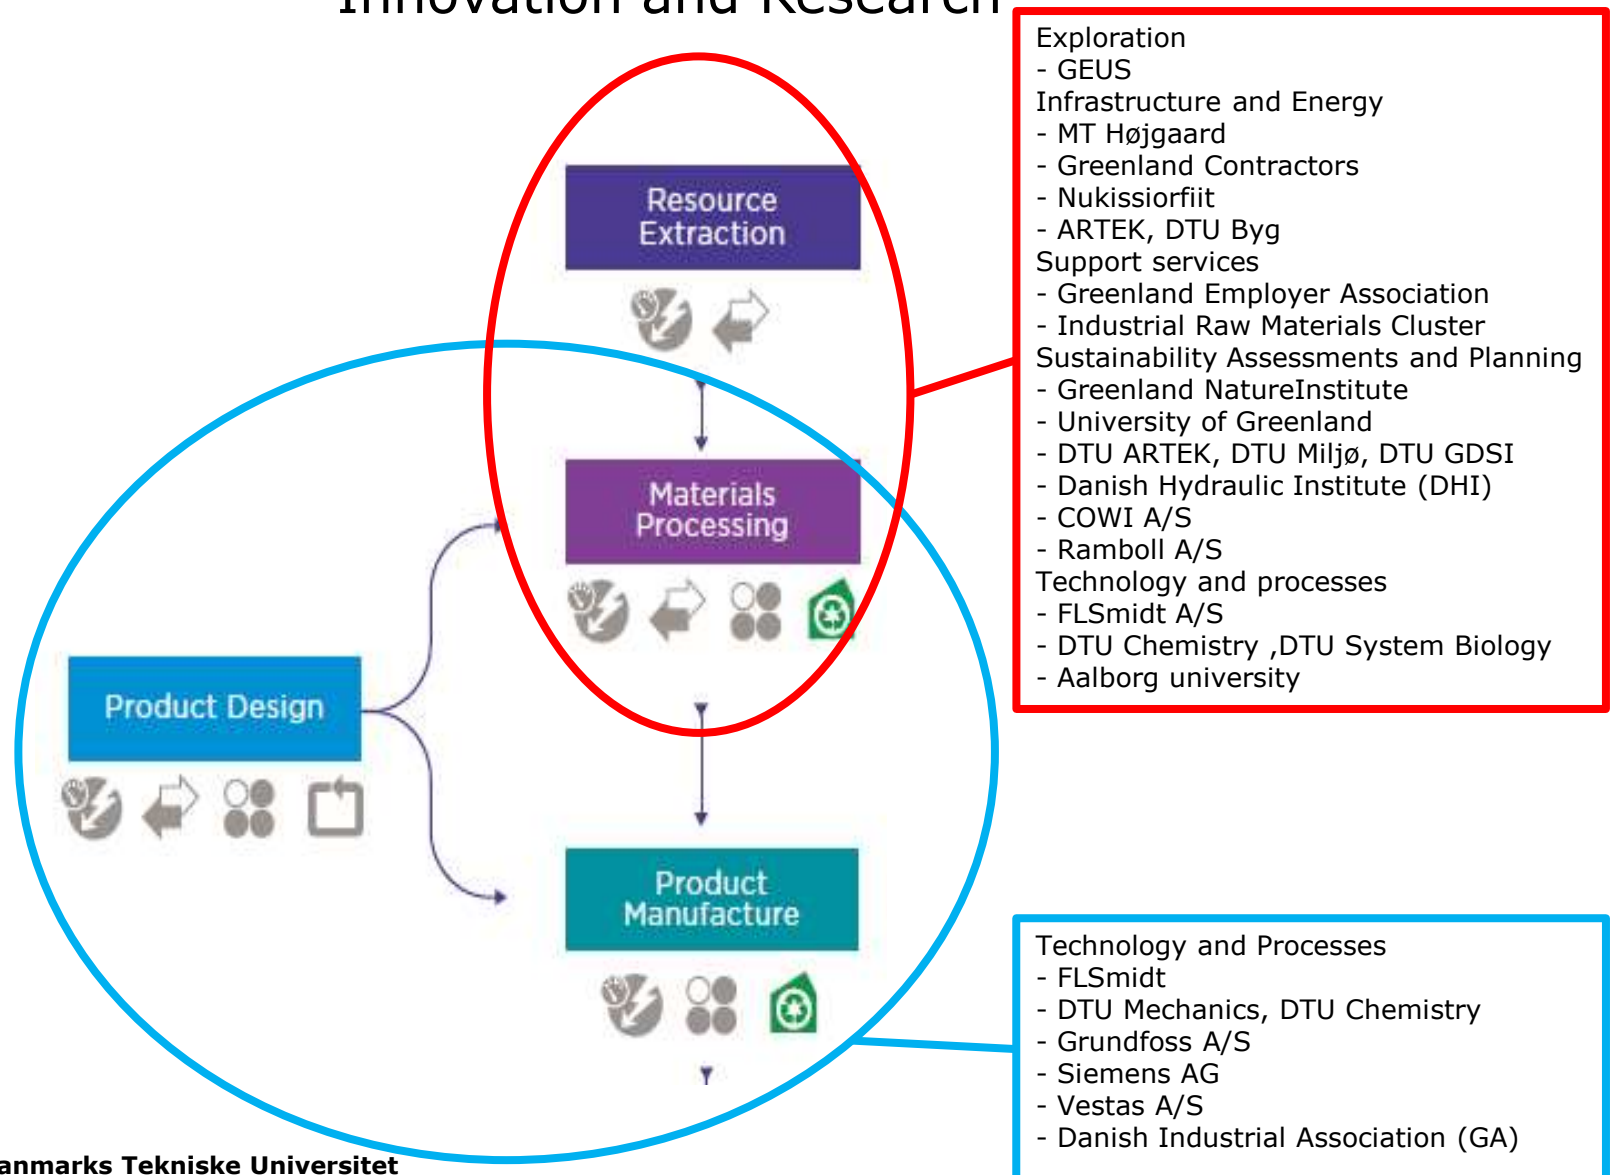 Innovation and Research
Exploration
- GEUS
Infrastructure and Energy
- MT Højgaard
- Greenland Contractors
- Nukissiorfiit
- ARTEK, DTU Byg
Support services
- Greenland Employer Association
- Industrial Raw Materials Cluster
Sustainability Assessments and Planning
- Greenland NatureInstitute
- University of Greenland
- DTU ARTEK, DTU Miljø, DTU GDSI
- Danish Hydraulic Institute (DHI)
- COWI A/S
- Ramboll A/S
Technology and processes
- FLSmidt A/S
- DTU Chemistry ,DTU System Biology
- Aalborg university
Resource
Extraction
Materials
Processing
Product Design
Product
Manufacture
Technology and Processes
- FLSmidt
- DTU Mechanics, DTU Chemistry
- Grundfoss A/S
- Siemens AG
- Vestas A/S
- Danish Industrial Association (GA)
anmarks Tekniske Universitet